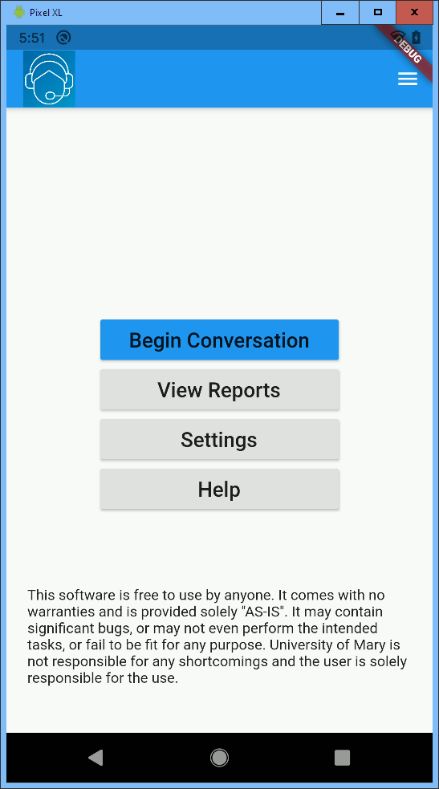 Pixel XL
5:51
DEBUG
Begin Conversation
View Reports
Settings
Help
This software is free to use by anyone. It comes with no
warranties and is provided solely "AS-IS". It may contain
significant bugs, or may not even perform the intended
tasks, or fail to be fit for any purpose. University of Mary is
not responsible for any shortcomings and the user is solely
responsible for the use.